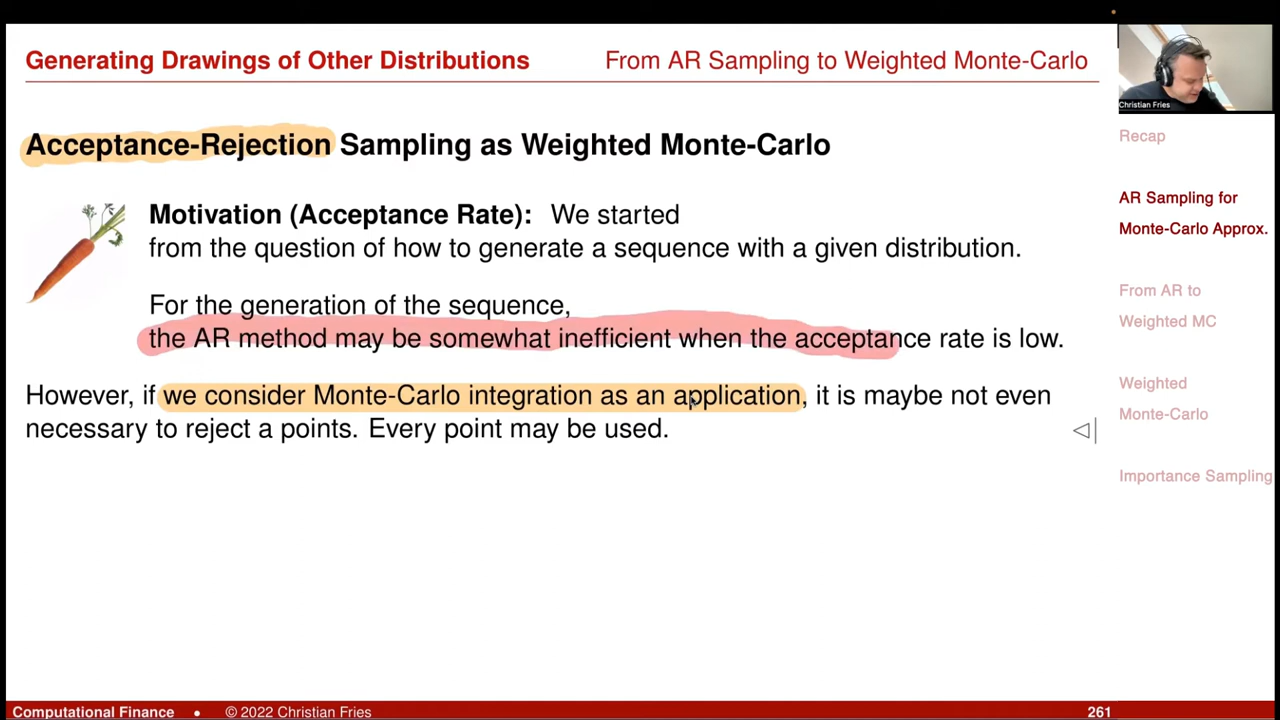 Generating Drawings of Other Distributions
From AR Sampling to Weighted Monte-Carlo
Christian Fries
Acceptance-Rejection Sampling as Weighted Monte-Carlo
Motivation (Acceptance Rate): We started
from the question of how to generate a sequence with a given distribution.
For the generation of the sequence,
the AR method may be somewhat inefficient when the acceptance rate is low.
However, if we consider Monte-Carlo integration as an application, it is maybe not even
necessary to reject a points. Every point may be used.
Recap
AR Sampling for
Monte-Carlo Approx.
From AR to
Weighted MC
Weighted
Monte-Carlo
Importance Sampling
Computational Finance • © 2022 Christian Fries
261